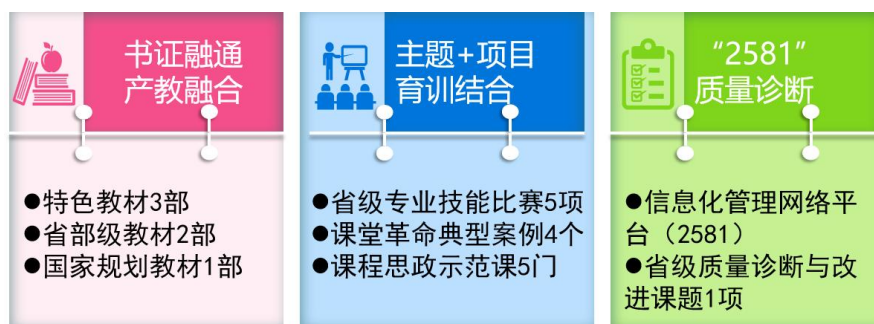 书证融通
产教融合
●特色教材3部
●省部级教材2部
●国家规划教材1部
主题+项目
育训结合
●省级专业技能比赛5项
●课堂革命典型案例4个
●课程思政示范课5门
“2581”
质量诊断
●信息化管理网络平
台（2581）
●省级质量诊断与改
进课题1项